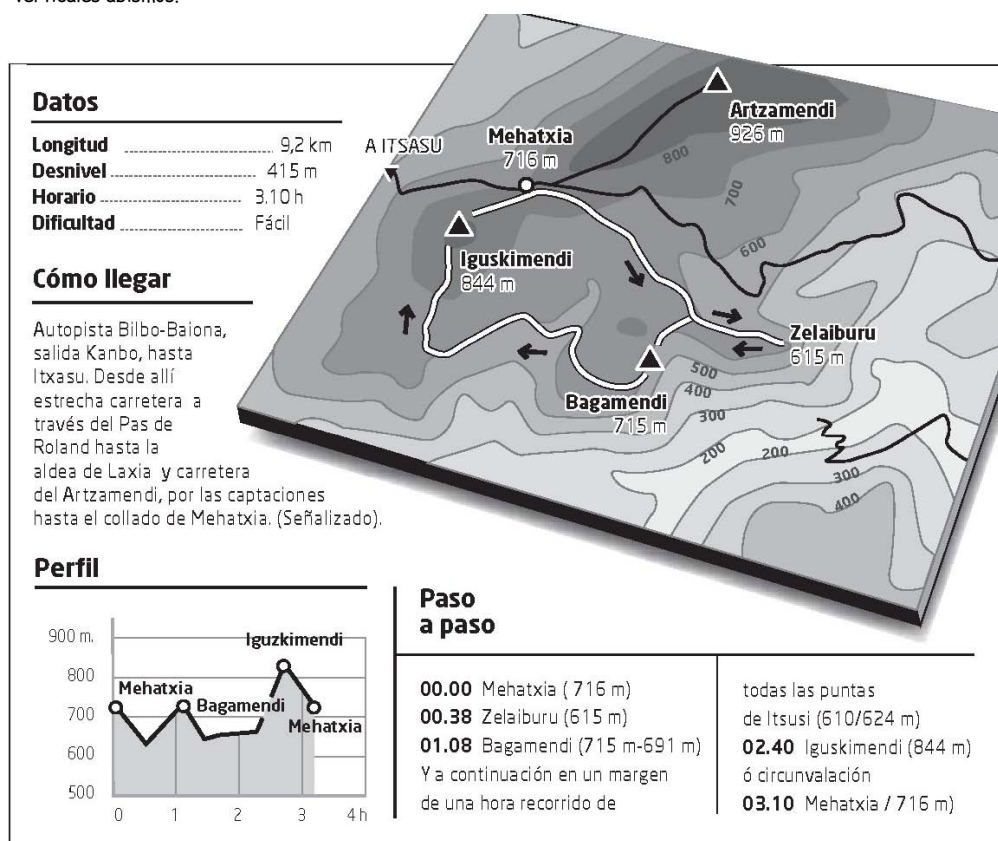 Datos
Longitud 9,2 km
Desnivel 415 m
Horario 3.10 h
Dificultad Fácil
Cómo llegar
Autopista Bilbo-Baiona,
salida Kanbo, hasta
Itxasu. Desde allí
estrecha carretera a
través del Pas de
Roland hasta la
aldea de Laxia y carretera
del Artzamendi, por las captaciones
hasta el collado de Mehatxia. (Señalizado).
A ITSASU
Mehatxia
716 m
Artzamendi
926 m
800
700
600
Iguskimendi
844 m
Zelaiburu
615 m
Bagamendi
715 m
500
400
300
200
200
300
400
Perfil
900 m.
800
700
600
500
0 1 2 3 4 h
Mehatxia
Bagamendi
Iguzkimendi
Mehatxia
Paso
a paso
00.00 Mehatxia ( 716 m)
00.38 Zelaiburu (615 m)
01.08 Bagamendi (715 m-691 m)
Y a continuación en un margen
de una hora recorrido de
todas las puntas
de Itsusi (610/624 m)
02.40 Iguskimendi (844 m)
ó circunvalación
03.10 Mehatxia / 716 m)